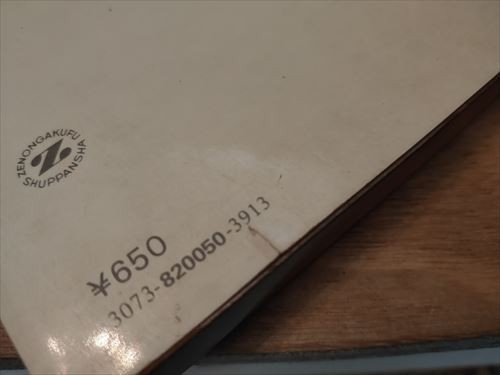 ZENONGAKUFU
Z
SHUPPANSHA
¥650
3073-820050-3913